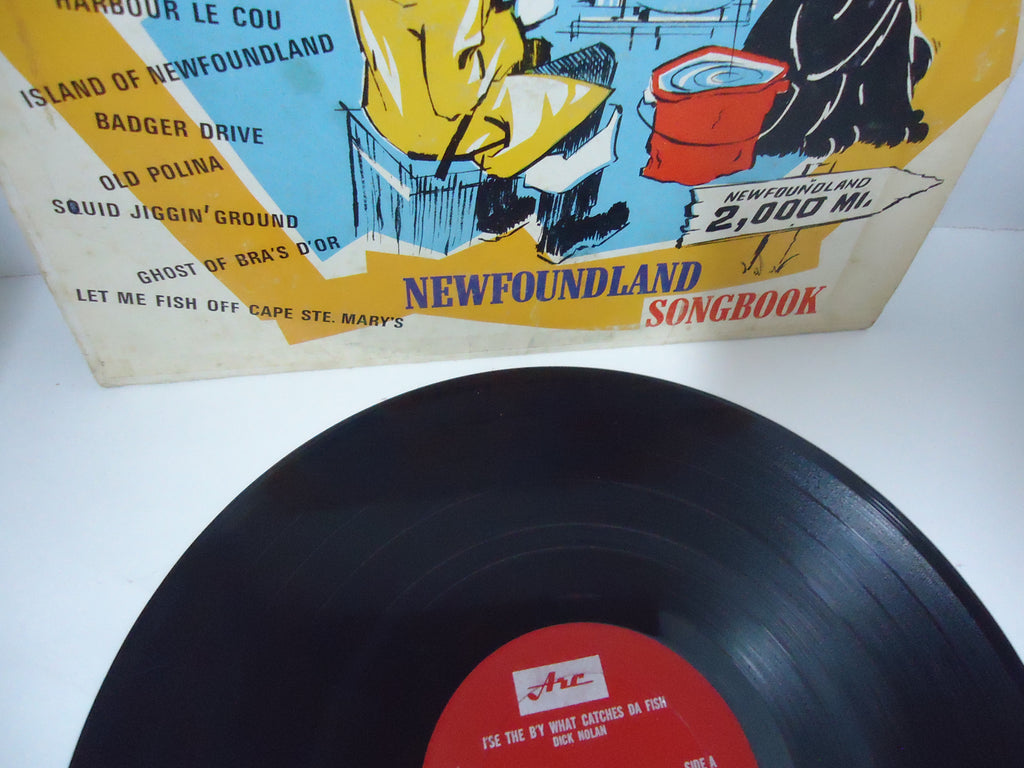 HARBOUR LE COU
ISLAND OF NEWFOUNDLAND
BADGER DRIVE
OLD POLINA
SQUID JIGGIN' GROUND
GHOST OF BRA'S D'OR
LET ME FISH OFF CAPE STE. MARY'S
NEWFOUNDLAND
2,000 MI.
NEWFOUNDLAND
SONGBOOK
Arc
I'SE THE B'Y WHAT CATCHES DA FISH
DICK NOLAN
SIDE A